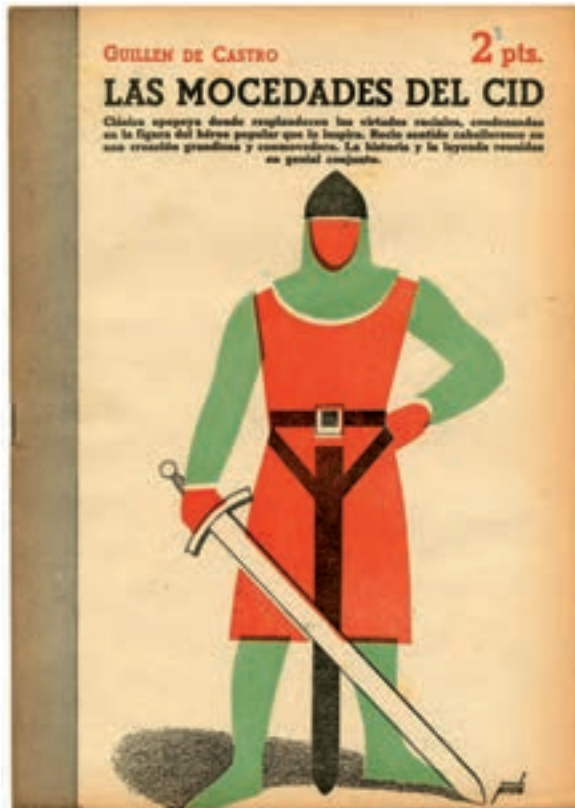 GUILLEN DE CASTRO
2 pts.
LAS MOCEDADES DEL CID
Clásica epopeya donde resplandecen las virtudes raciales, condensadas
en la figura del héroe popular que la inspira. Recio sentido caballeresco en
una creación grandiosa y conmovedora. La historia y la leyenda reunidas
en genial conjunto.